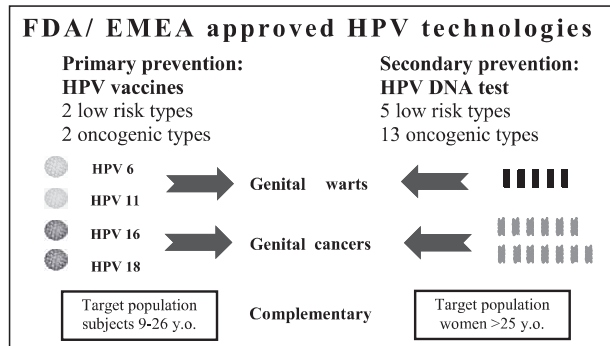 FDA/ EMEA approved HPV technologies
Primary prevention:
HPV vaccines
2 low risk types
2 oncogenic types
Secondary prevention:
HPV DNA test
5 low risk types
13 oncogenic types
HPV 6
HPV 11
Genital warts
HPV 16
HPV 18
Genital cancers
Target population
subjects 9-26 y.o.
Complementary
Target population
women >25 y.o.